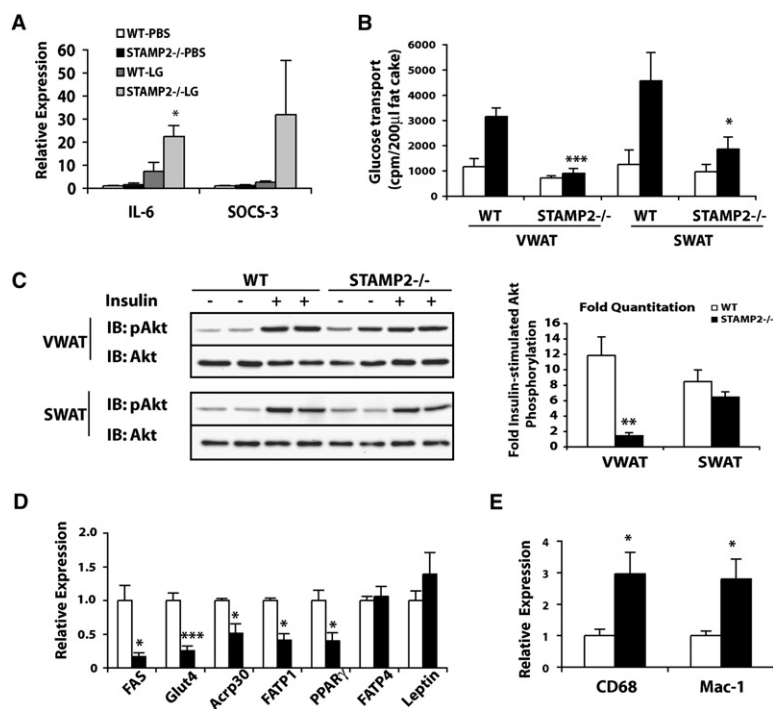 A
WT-PBS
STAMP2-/-PBS
WT-LG
STAMP2-/-LG
Relative Expression
60
50
40
30
20
10
0
*
IL-6
SOCS-3
B
Glucose transport
(cpm/200μl fat cake)
6000
5000
4000
3000
2000
1000
0
***
*
WT
STAMP2-/-
WT
STAMP2-/-
VWAT
SWAT
C
WT
STAMP2-/-
Insulin
- - + + - - + +
VWAT
IB: pAkt
IB: Akt
SWAT
IB: pAkt
IB: Akt
Fold Quantitation
WT
STAMP2-/-
Fold Insulin-stimulated Akt
Phosphorylation
16
14
12
10
8
6
4
2
0
**
VWAT
SWAT
D
Relative Expression
2.0
1.5
1.0
0.5
0
*
***
*
*
*
FAS
Glut4
Acrp30
FATP1
PPARγ
FATP4
Leptin
E
Relative Expression
4
3
2
1
0
*
*
CD68
Mac-1